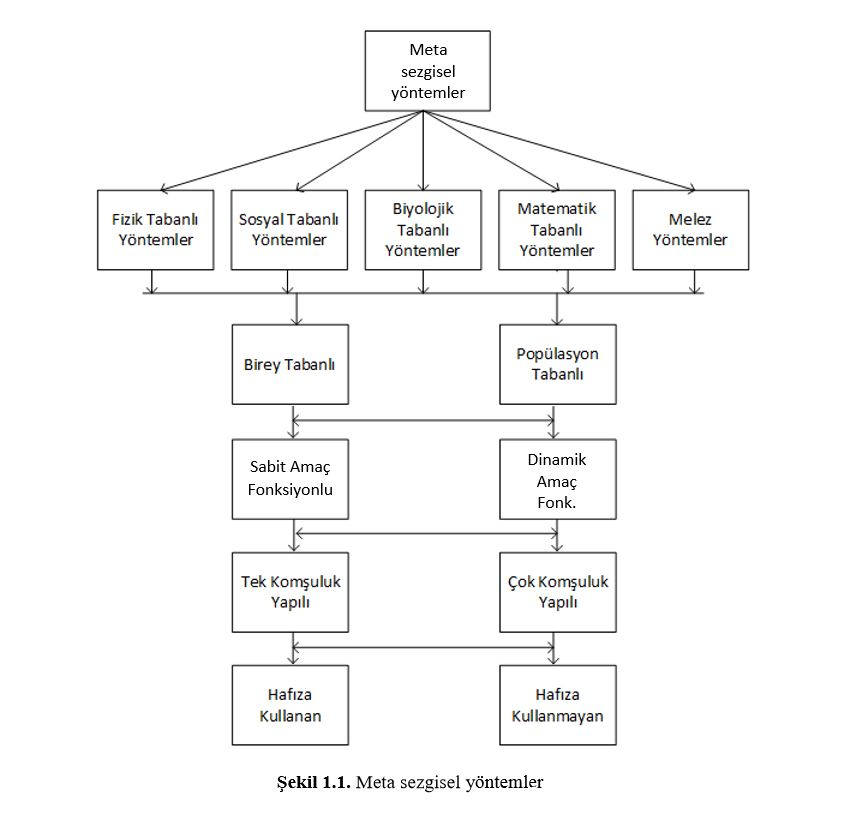 Meta
sezgisel
yöntemler
Fizik Tabanlı
Yöntemler
Sosyal Tabanlı
Yöntemler
Biyolojik
Tabanlı
Yöntemler
Matematik
Tabanlı
Yöntemler
Melez
Yöntemler
Birey Tabanlı
Popülasyon
Tabanlı
Sabit Amaç
Fonksiyonlu
Dinamik
Amaç
Fonk.
Tek Komşuluk
Yapılı
Çok Komşuluk
Yapılı
Hafıza
Kullanan
Hafıza
Kullanmayan
Şekil 1.1. Meta sezgisel yöntemler